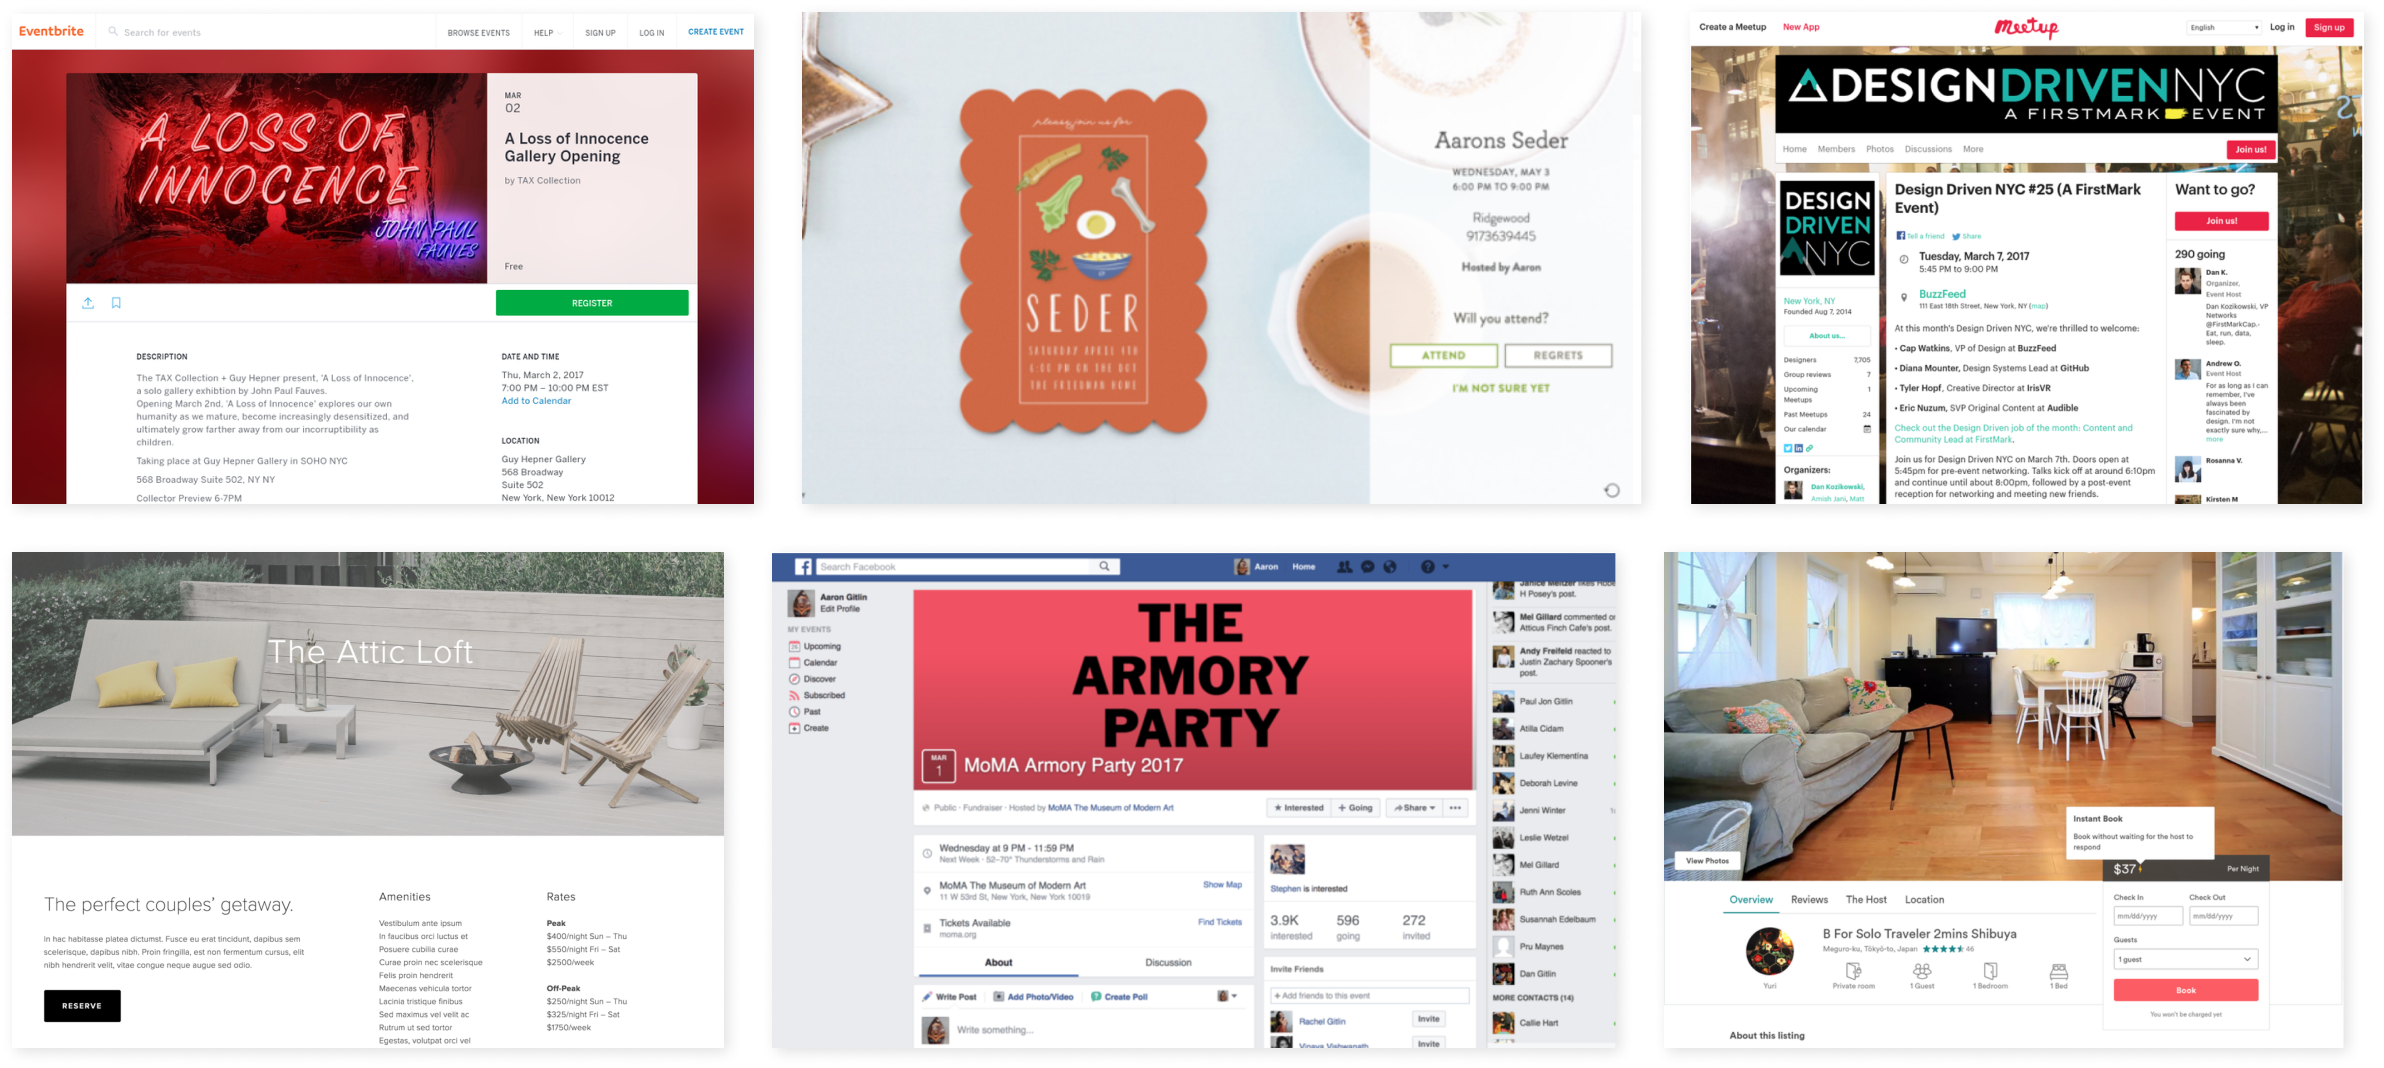 Eventbrite
Search for events
BROWSE EVENTS
HELP
SIGN UP
LOG IN
CREATE EVENT
A LOSS OF
INNOCENCE
JOHN PAUL
FAUVES
MAR
02
A Loss of Innocence
Gallery Opening
by TAX Collection
Free
REGISTER
DESCRIPTION
The TAX Collection + Guy Hepner present, 'A Loss of Innocence',
a solo gallery exhibtion by John Paul Fauves.
Opening March 2nd, 'A Loss of Innocence' explores our own
humanity as we mature, become increasingly desensitized, and
ultimately grow farther away from our incorruptibility as
children.
Taking place at Guy Hepner Gallery in SOHO NYC
568 Broadway Suite 502, NY NY
Collector Preview 6-7PM
DATE AND TIME
Thu, March 2, 2017
7:00 PM – 10:00 PM EST
Add to Calendar
LOCATION
Guy Hepner Gallery
568 Broadway
Suite 502
New York, New York 10012
please join us for
SEDER
SATURDAY APRIL 4TH
6:00 PM ON THE DOT
THE FRIEDMAN HOME
Aarons Seder
WEDNESDAY, MAY 3
6:00 PM TO 9:00 PM
Ridgewood
9173639445
Hosted by Aaron
Will you attend?
ATTEND
REGRETS
I'M NOT SURE YET
Create a Meetup
New App
Meetup
English
Log in
Sign up
DESIGNDRIVENNYC
A FIRSTMARK EVENT
Home
Members
Photos
Discussions
More
Join us!
DESIGN
DRIVEN
NYC
New York, NY
Founded Aug 7, 2014
About us...
Designers 7,705
Group reviews 7
Upcoming 1
Meetups
Past Meetups 24
Our calendar
Organizers:
Dan Kozikowski,
Amish Jani, Matt
Design Driven NYC #25 (A FirstMark
Event)
Tell a friend
Share
Tuesday, March 7, 2017
5:45 PM to 9:00 PM
BuzzFeed
111 East 18th Street, New York, NY (map)
At this month's Design Driven NYC, we're thrilled to welcome:
• Cap Watkins, VP of Design at BuzzFeed
• Diana Mounter, Design Systems Lead at GitHub
• Tyler Hopf, Creative Director at IrisVR
• Eric Nuzum, SVP Original Content at Audible
Check out the Design Driven job of the month: Content and
Community Lead at FirstMark.
Join us for Design Driven NYC on March 7th. Doors open at
5:45pm for pre-event networking. Talks kick off at around 6:10pm
and continue until about 8:00pm, followed by a post-event
reception for networking and meeting new friends.
Want to go?
Join us!
290 going
Dan K.
Organizer,
Event Host
Dan Kozikowski, VP
Networks
@FirstMarkCap.-
Eat, run, data,
sleep.
Andrew O.
Event Host
For as long as I can
remember, I've
always been
fascinated by
design. I'm not
exactly sure why,...
more
Rosanna V.
Kirsten M
The Attic Loft
The perfect couples' getaway.
In hac habitasse platea dictumst. Fusce eu erat tincidunt, dapibus sem
scelerisque, dapibus nibh. Proin fringilla, est non fermentum cursus, elit
nibh hendrerit velit, vitae congue neque augue sed odio.
RESERVE
Amenities
Vestibulum ante ipsum
In faucibus orci luctus et
Posuere cubilia curae
Curae proin nec scelerisque
Felis proin hendrerit
Maecenas vehicula tortor
Lacinia tristique finibus
Sed maximus vel velit ac
Rutrum ut sed tortor
Egestas, volutpat orci vel
Rates
Peak
$400/night Sun – Thu
$550/night Fri – Sat
$2500/week
Off-Peak
$250/night Sun – Thu
$325/night Fri – Sat
$1750/week
Search Facebook
Aaron
Home
Aaron Gitlin
Edit Profile
MY EVENTS
Upcoming
Calendar
Discover
Subscribed
Past
Create
THE
ARMORY
PARTY
MAR
1
MoMA Armory Party 2017
Public · Fundraiser · Hosted by MoMA The Museum of Modern Art
Interested
Going
Share
Wednesday at 9 PM - 11:59 PM
Next Week · 52–70° Thunderstorms and Rain
MoMA The Museum of Modern Art
11 W 53rd St, New York, New York 10019
Show Map
Tickets Available
moma.org
Find Tickets
About
Discussion
Write Post
Add Photo/Video
Create Poll
Write something...
Stephen is interested
3.9K 596 272
interested going invited
Invite Friends
+ Add friends to this event
Rachel Gitlin
Invite
Vinaya Vishwanath
Invite
Janice Meltzer likes
H Posey's post.
Mel Gillard commented or
Atticus Finch Cafe's post.
Andy Freifeld reacted to
Justin Zachary Spooner's
post.
Paul Jon Gitlin
Atilla Cidam
Laufey Klementina
Deborah Levine
Jenni Winter
Leslie Wetzel
Mel Gillard
Ruth Ann Scoles
Susannah Edelbaum
Pru Maynes
Dan Gitlin
MORE CONTACTS (14)
Callie Hart
View Photos
Instant Book
Book without waiting for the host to
respond
$37
Per Night
Overview
Reviews
The Host
Location
B For Solo Traveler 2mins Shibuya
Meguro-ku, Tōkyō-to, Japan
46
Yuri
Private room
1 Guest
1 Bedroom
1 Bed
Check In
Check Out
mm/dd/yyyy
mm/dd/yyyy
Guests
1 guest
Book
You won't be charged yet
About this listing